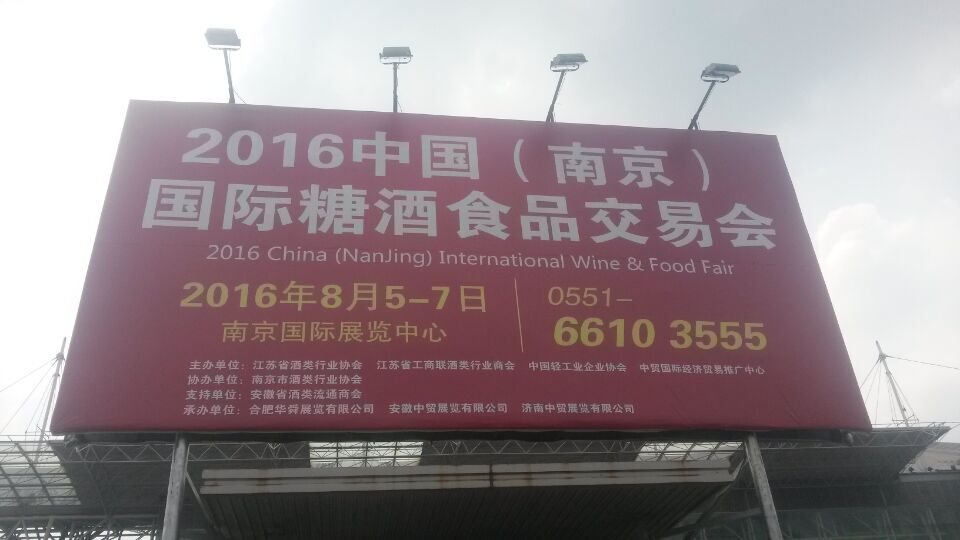 2016中国（南京）
国际糖酒食品交易会
2016 China (NanJing) International Wine & Food Fair
2016年8月5-7日
南京国际展览中心
0551-
6610 3555
主办单位：江苏省酒类行业协会 江苏省工商联酒类行业商会 中国轻工业企业协会 中贸国际经济贸易推广中心
协办单位：南京市酒类行业协会
支持单位：安徽省酒类流通商会
承办单位：合肥华舜展览有限公司 安徽中贸展览有限公司 济南中贸展览有限公司